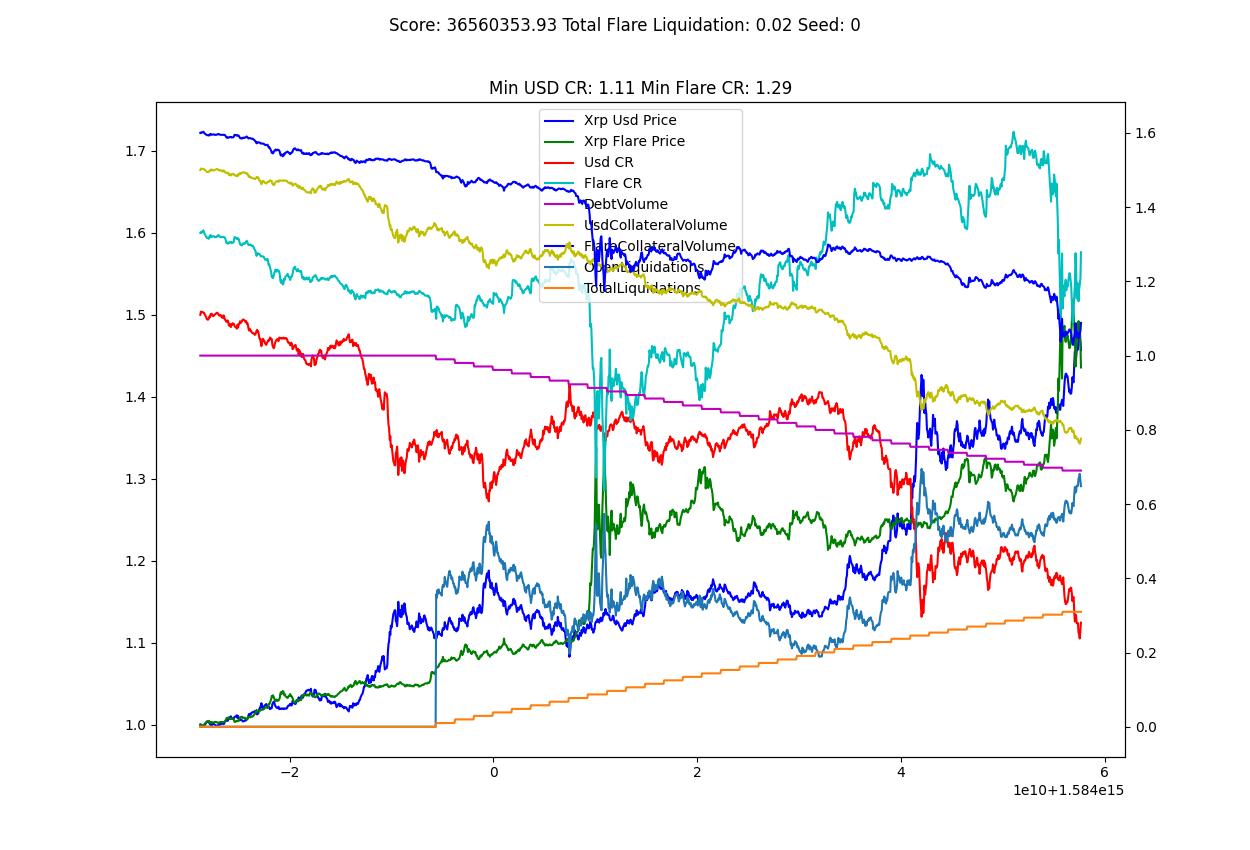 Score: 36560353.93 Total Flare Liquidation: 0.02 Seed: 0
Min USD CR: 1.11 Min Flare CR: 1.29
Xrp Usd Price
Xrp Flare Price
Usd CR
Flare CR
DebtVolume
UsdCollateralVolume
FlareCollateralVolume
OpenLiquidations
TotalLiquidations
1.7
1.6
1.5
1.4
1.3
1.2
1.1
1.0
1.6
1.4
1.2
1.0
0.8
0.6
0.4
0.2
0.0
−2
0
2
4
6
1e10+1.584e15